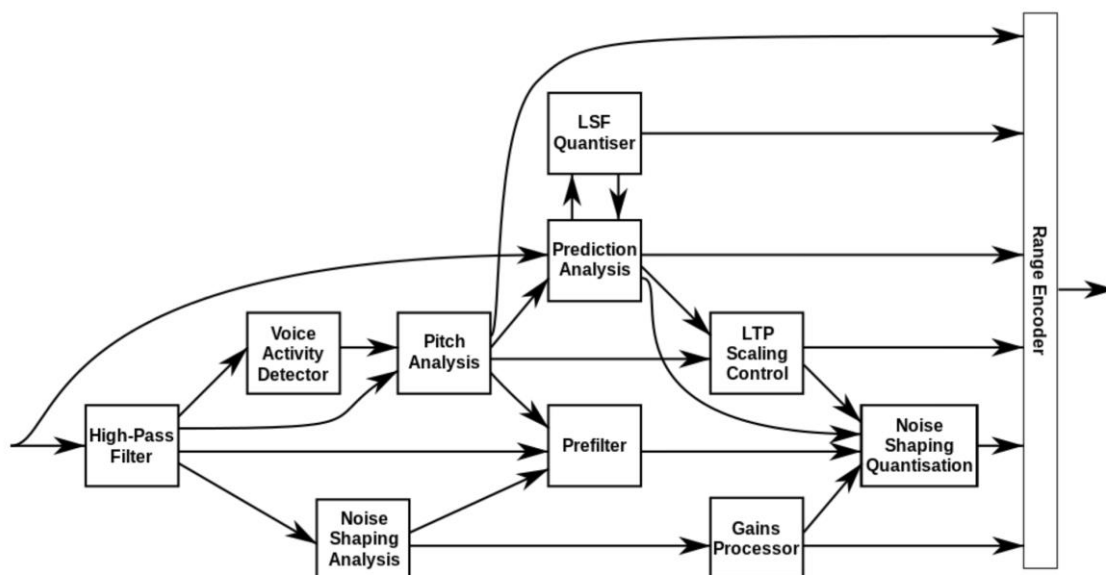 LSF
Quantiser
Prediction
Analysis
Range Encoder
Voice
Activity
Detector
Pitch
Analysis
LTP
Scaling
Control
High-Pass
Filter
Prefilter
Noise
Shaping
Quantisation
Noise
Shaping
Analysis
Gains
Processor